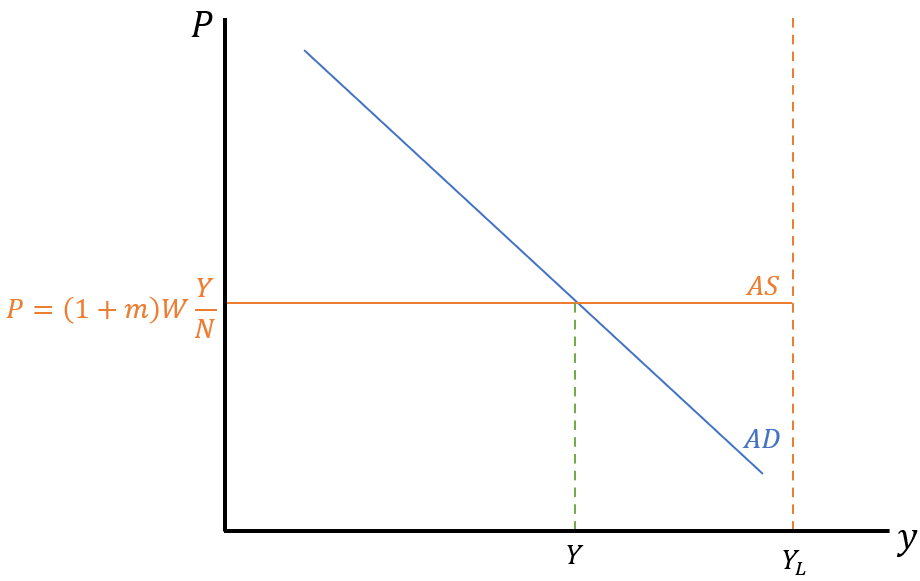 P
AS
P = (1 + m)W Y/N
AD
Y
Y_L
y